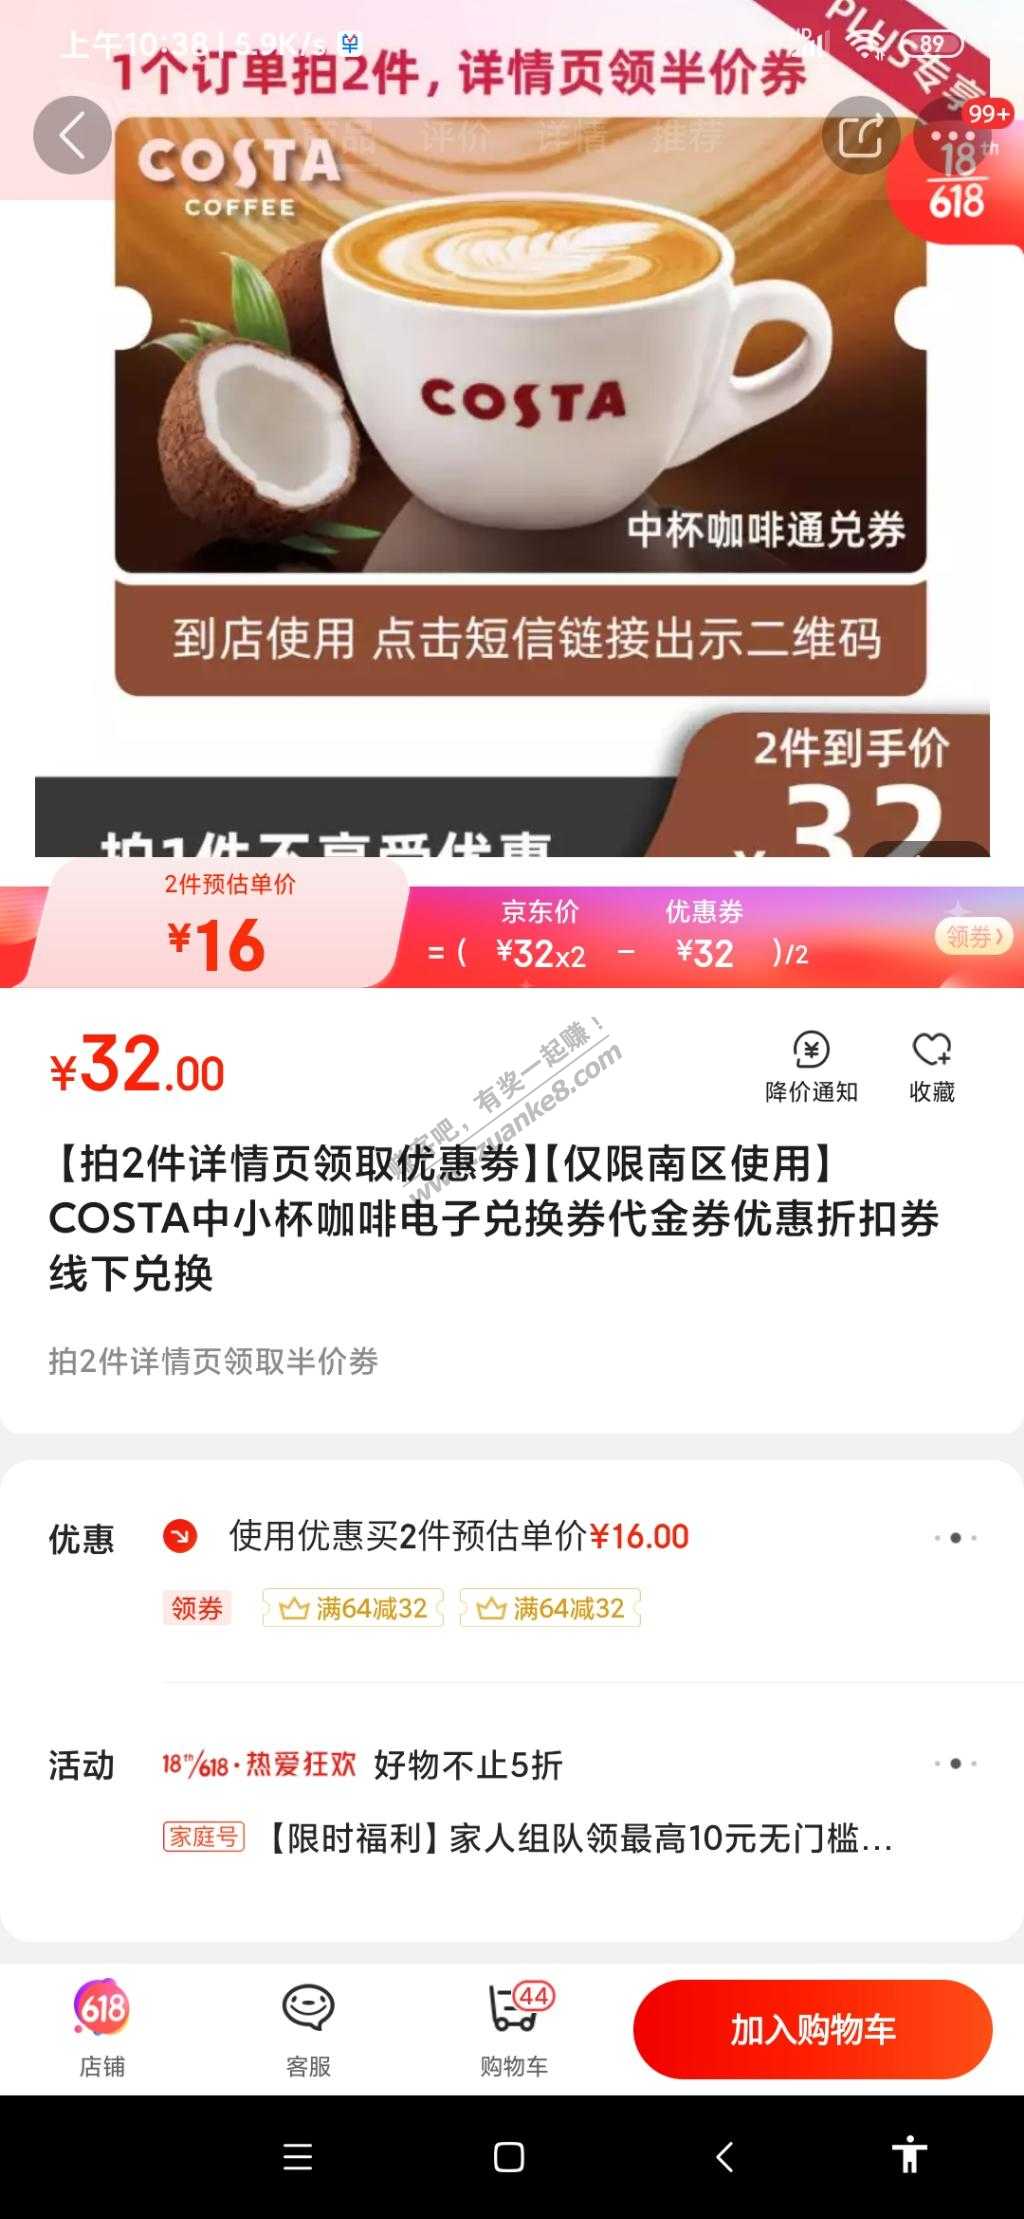 上午10:38 | 5.9K/s
89
PLUS专享
1个订单拍2件,详情页领半价券
商品 评价 详情 推荐
99+
18th
618
COSTA
COFFEE
COSTA
中杯咖啡通兑券
到店使用 点击短信链接出示二维码
2件到手价
拍1件不享受优惠
¥32
2件预估单价
¥16
京东价 优惠券
= ( ¥32x2 - ¥32 )/2
领券>
¥32.00
降价通知
收藏
赚客吧,有奖一起赚!
www.zuanke8.com
【拍2件详情页领取优惠劵】【仅限南区使用】
COSTA中小杯咖啡电子兑换券代金券优惠折扣券
线下兑换
拍2件详情页领取半价劵
优惠
使用优惠买2件预估单价¥16.00
领券 满64减32 满64减32
活动
18th/618·热爱狂欢 好物不止5折
家庭号 【限时福利】家人组队领最高10元无门槛...
618
44
店铺 客服 购物车
加入购物车